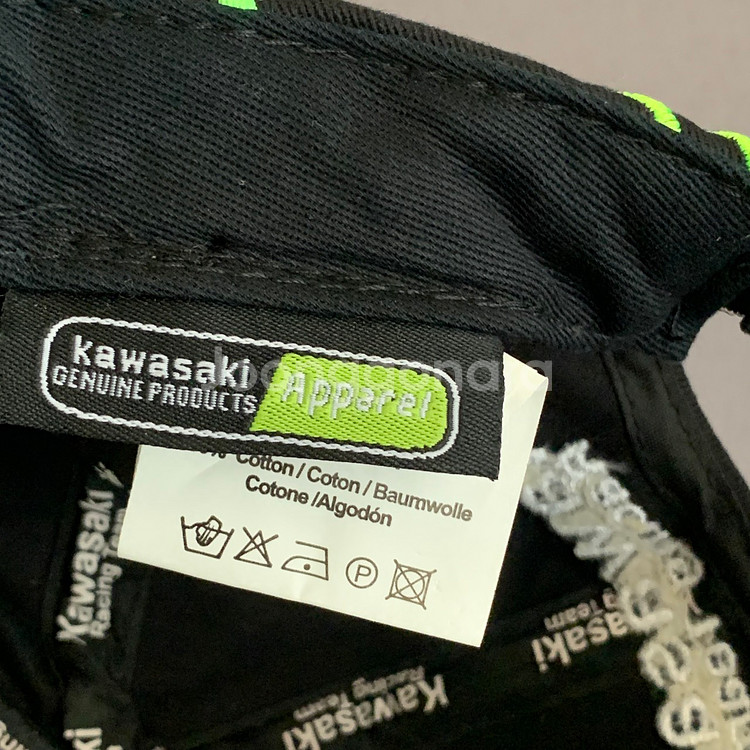 Kawasaki
GENUINE PRODUCTS
Apparel
% Cotton / Coton / Baumwolle
Cotone /Algodón
P
Kawasaki
Racing Team
Kawasaki
Racing Team
Kawasaki
Racing Team